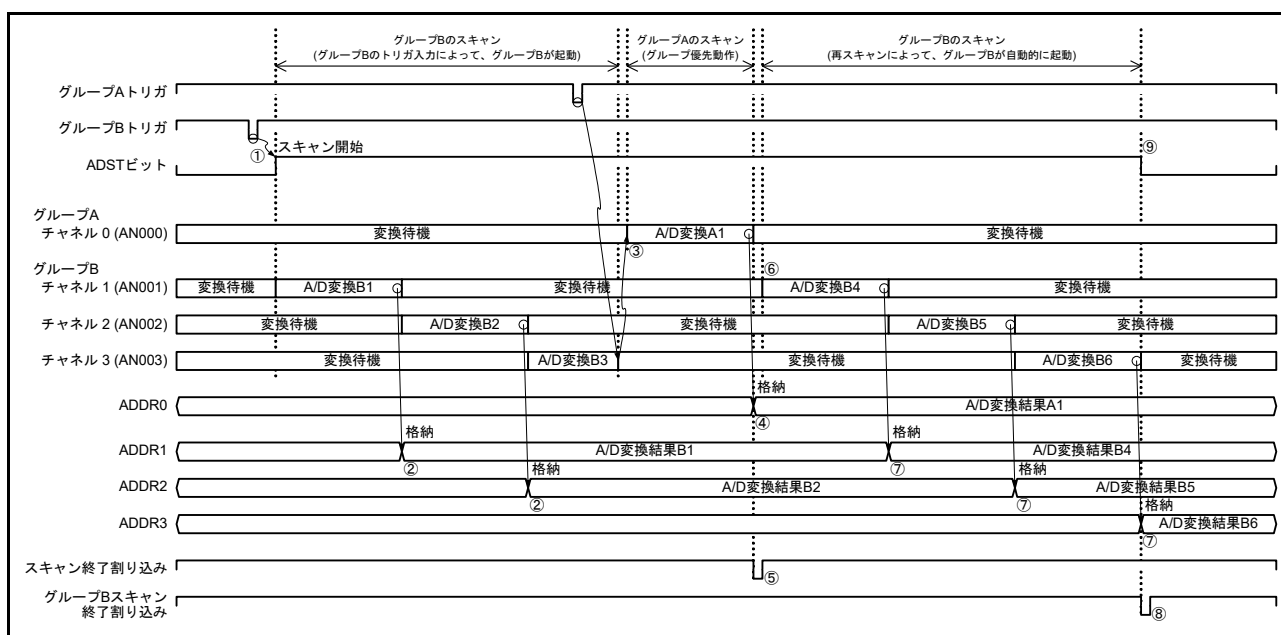 グループBのスキャン
(グループBのトリガ入力によって、グループBが起動)
グループAのスキャン
(グループ優先動作)
グループBのスキャン
(再スキャンによって、グループBが自動的に起動)
グループAトリガ
グループBトリガ
① スキャン開始 ⑨
ADSTビット
グループA
チャネル 0 (AN000) 変換待機 A/D変換A1 変換待機
③
グループB
⑥
チャネル 1 (AN001) 変換待機 A/D変換B1 変換待機 A/D変換B4 変換待機
チャネル 2 (AN002) 変換待機 A/D変換B2 変換待機 A/D変換B5 変換待機
チャネル 3 (AN003) 変換待機 A/D変換B3 変換待機 A/D変換B6 変換待機
格納
ADDR0 A/D変換結果A1
④
格納 格納
ADDR1 A/D変換結果B1 A/D変換結果B4
② ⑦
格納 格納
ADDR2 A/D変換結果B2 A/D変換結果B5
② ⑦
格納
ADDR3 A/D変換結果B6
⑦
スキャン終了割り込み
⑤
グループBスキャン
終了割り込み
⑧